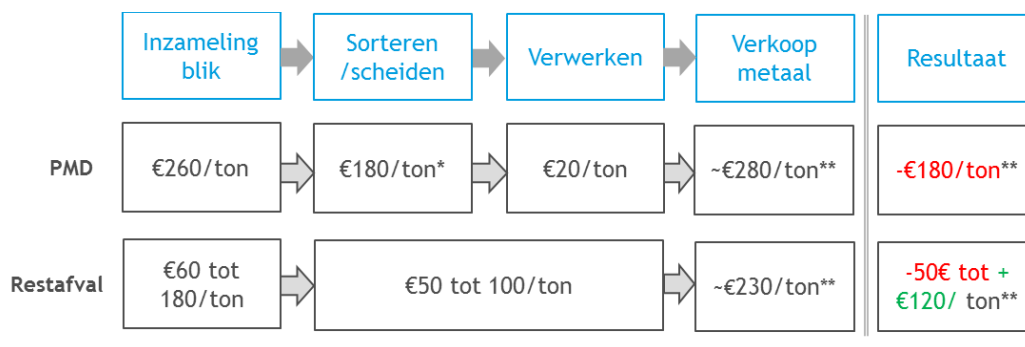 Inzameling
blik
Sorteren
/scheiden
Verwerken
Verkoop
metaal
Resultaat
PMD
€260/ton
€180/ton*
€20/ton
~€280/ton**
-€180/ton**
Restafval
€60 tot
180/ton
€50 tot 100/ton
~€230/ton**
-50€ tot +
€120/ ton**